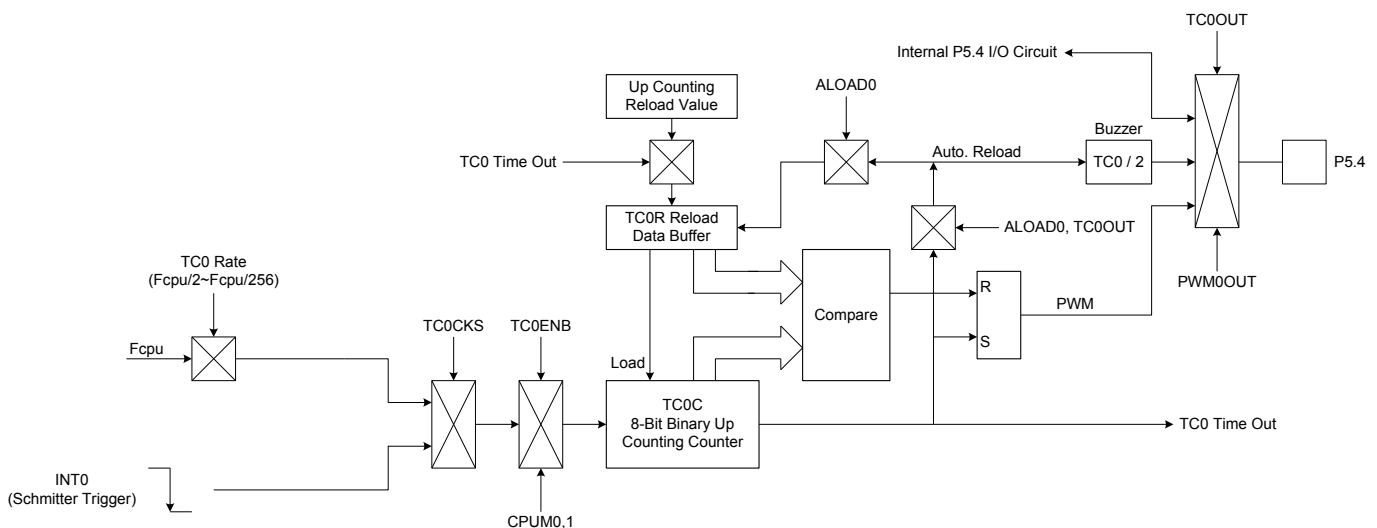 TC0OUT
Internal P5.4 I/O Circuit
Up Counting
Reload Value
ALOAD0
Buzzer
TC0 Time Out
Auto. Reload
TC0 / 2
P5.4
TC0R Reload
Data Buffer
ALOAD0, TC0OUT
TC0 Rate
(Fcpu/2~Fcpu/256)
PWM0OUT
R
PWM
Compare
TC0CKS
TC0ENB
S
Fcpu
Load
TC0C
8-Bit Binary Up
Counting Counter
TC0 Time Out
INT0
(Schmitter Trigger)
CPUM0,1